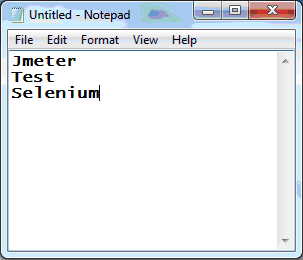 Untitled - Notepad
File Edit Format View Help
Jmeter
Test
Selenium